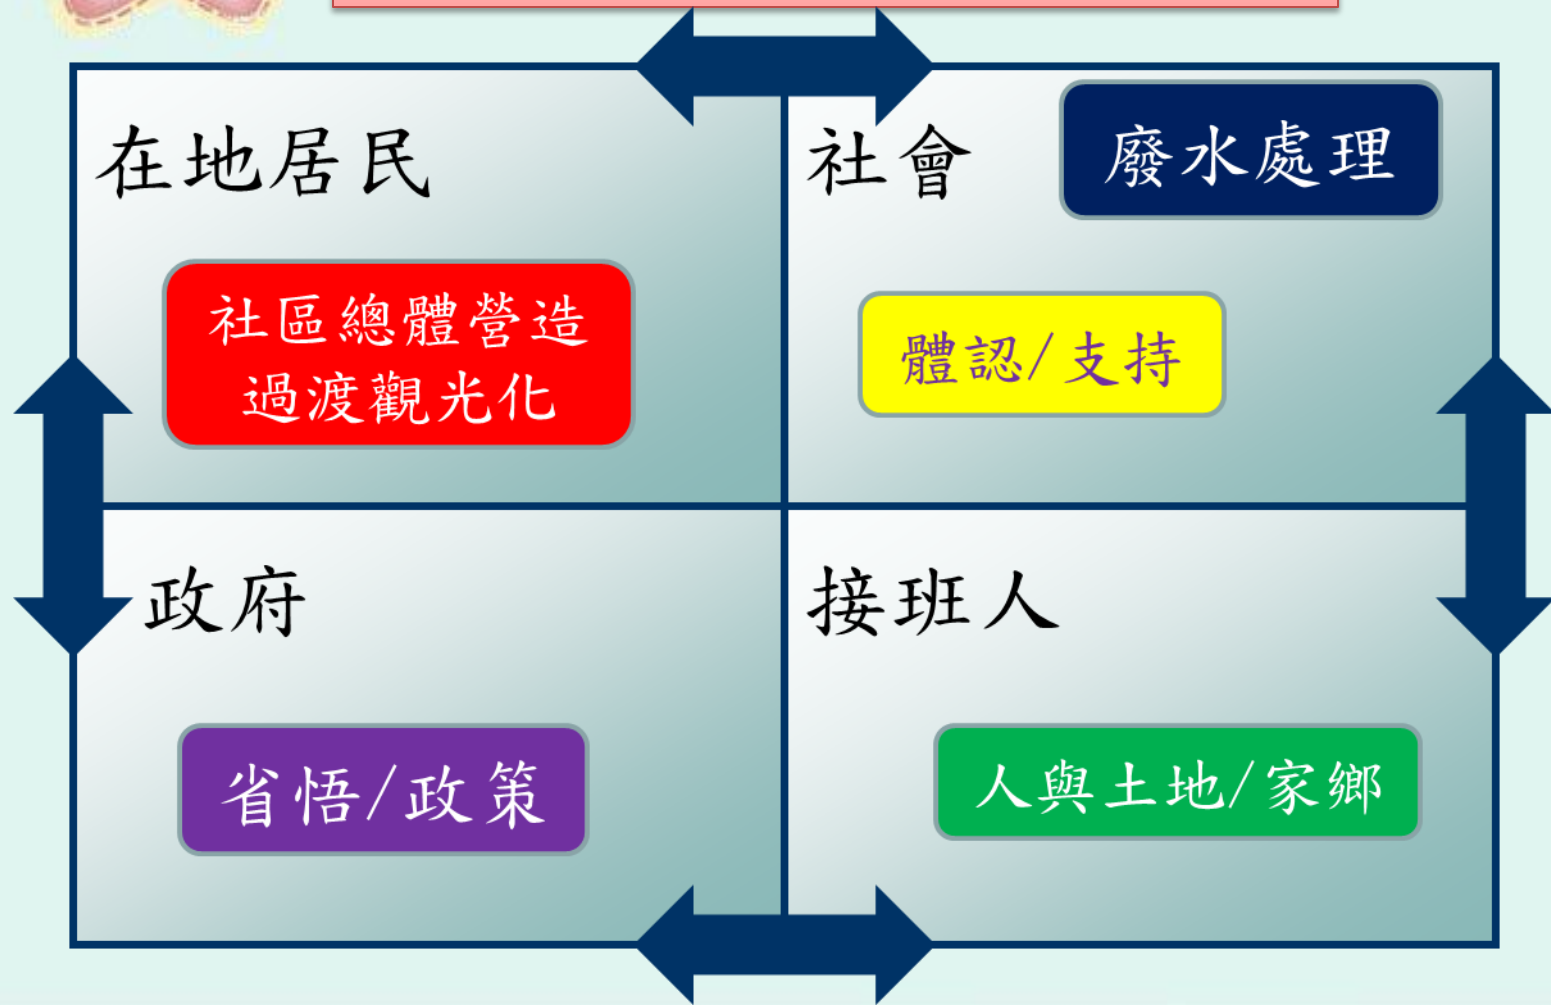 在地居民
社區總體營造
過渡觀光化
社會
廢水處理
體認/支持
政府
省悟/政策
接班人
人與土地/家鄉